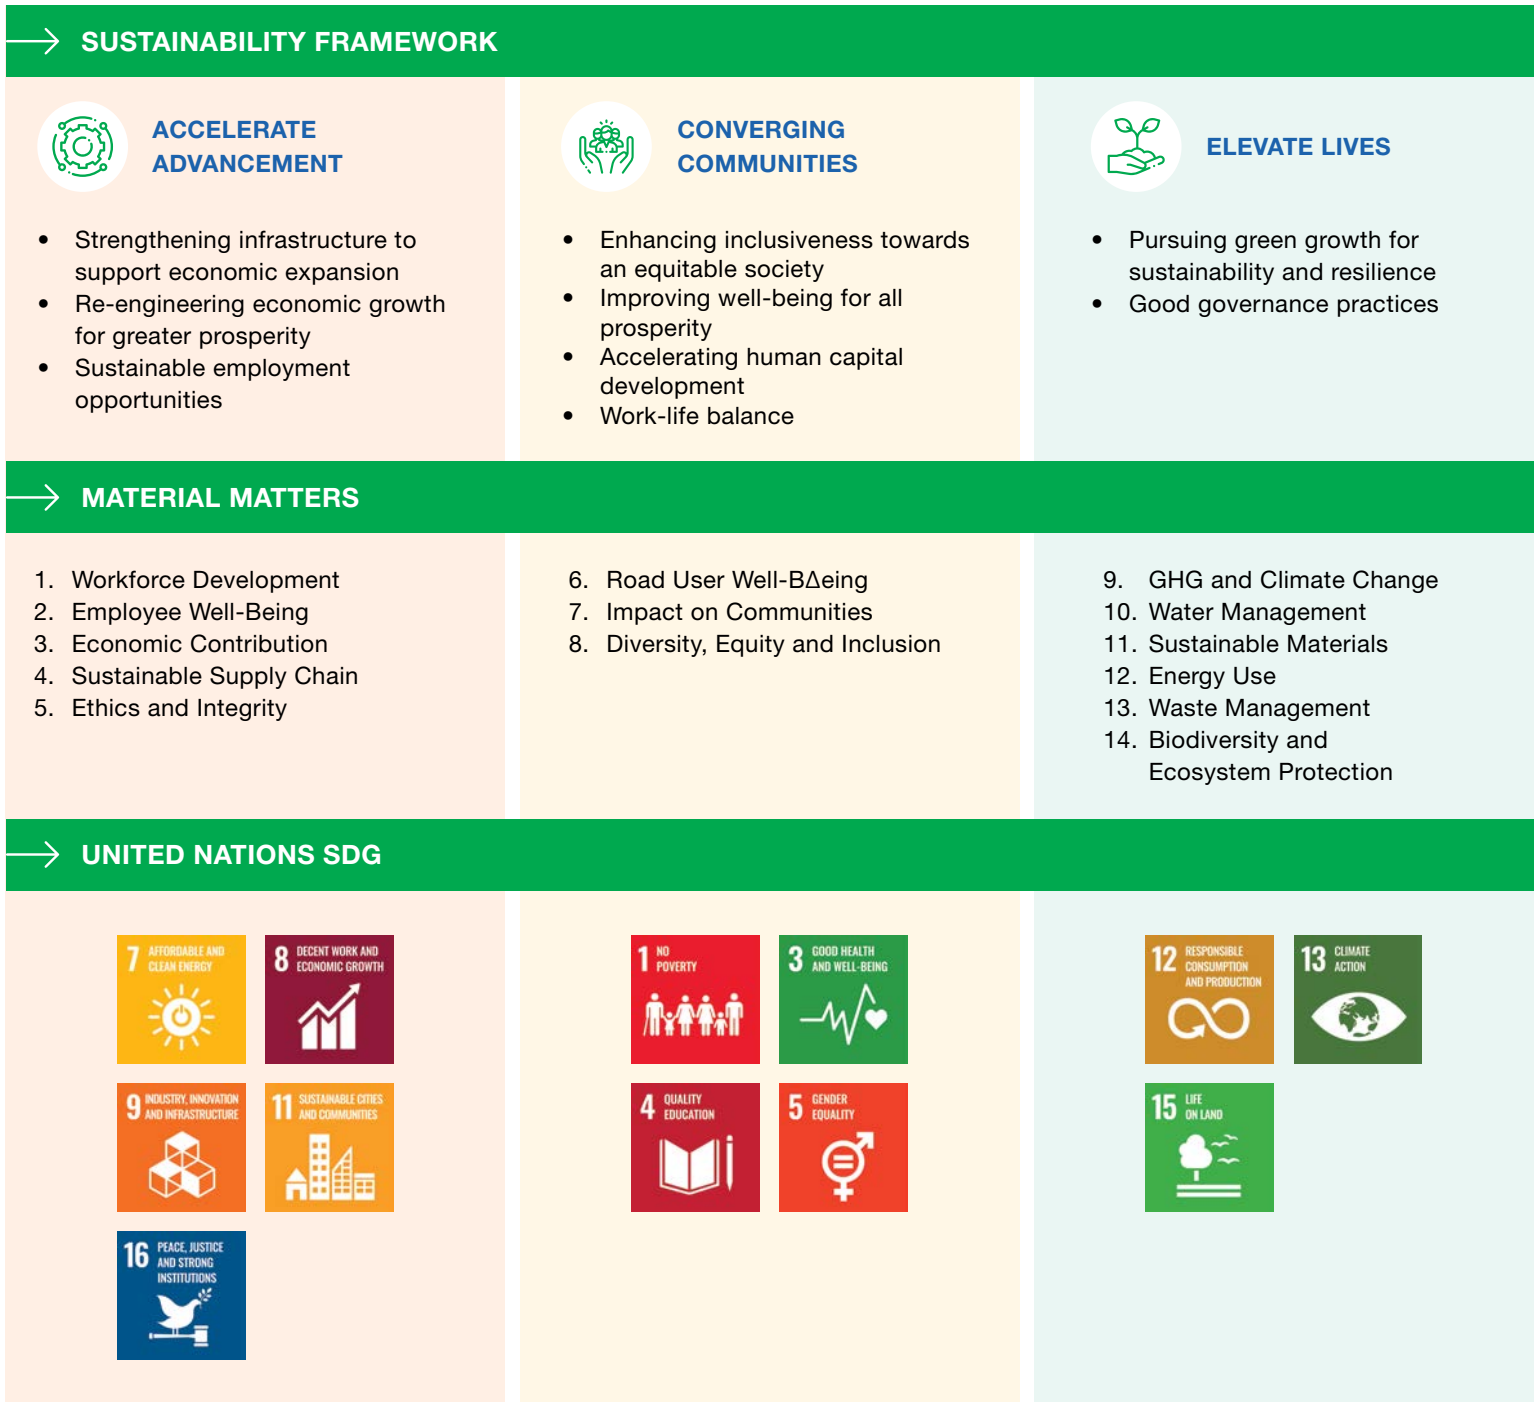 SUSTAINABILITY FRAMEWORK
ACCELERATE
ADVANCEMENT
• Strengthening infrastructure to
support economic expansion
• Re-engineering economic growth
for greater prosperity
• Sustainable employment
opportunities
CONVERGING
COMMUNITIES
• Enhancing inclusiveness towards
an equitable society
• Improving well-being for all
prosperity
• Accelerating human capital
development
• Work-life balance
ELEVATE LIVES
• Pursuing green growth for
sustainability and resilience
• Good governance practices
MATERIAL MATTERS
1. Workforce Development
2. Employee Well-Being
3. Economic Contribution
4. Sustainable Supply Chain
5. Ethics and Integrity
6. Road User Well-BΔeing
7. Impact on Communities
8. Diversity, Equity and Inclusion
9. GHG and Climate Change
10. Water Management
11. Sustainable Materials
12. Energy Use
13. Waste Management
14. Biodiversity and
Ecosystem Protection
UNITED NATIONS SDG
7 AFFORDABLE AND
CLEAN ENERGY
8 DECENT WORK AND
ECONOMIC GROWTH
9 INDUSTRY, INNOVATION
AND INFRASTRUCTURE
11 SUSTAINABLE CITIES
AND COMMUNITIES
16 PEACE, JUSTICE
AND STRONG
INSTITUTIONS
1 NO
POVERTY
3 GOOD HEALTH
AND WELL-BEING
4 QUALITY
EDUCATION
5 GENDER
EQUALITY
12 RESPONSIBLE
CONSUMPTION
AND PRODUCTION
13 CLIMATE
ACTION
15 LIFE
ON LAND